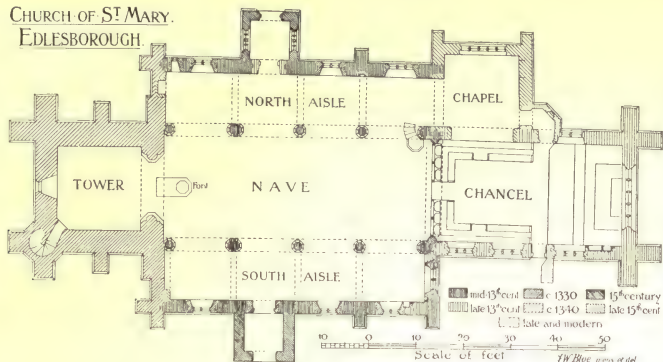 CHURCH OF ST MARY.
EDLESBOROUGH.
NORTH AISLE
CHAPEL
TOWER
Font
NAVE
CHANCEL
SOUTH AISLE
mid-13th cent c 1330 15th century
late 13th cent c 1340 late 15th cent
late and modern
10 0 10 20 30 40 50
Scale of feet